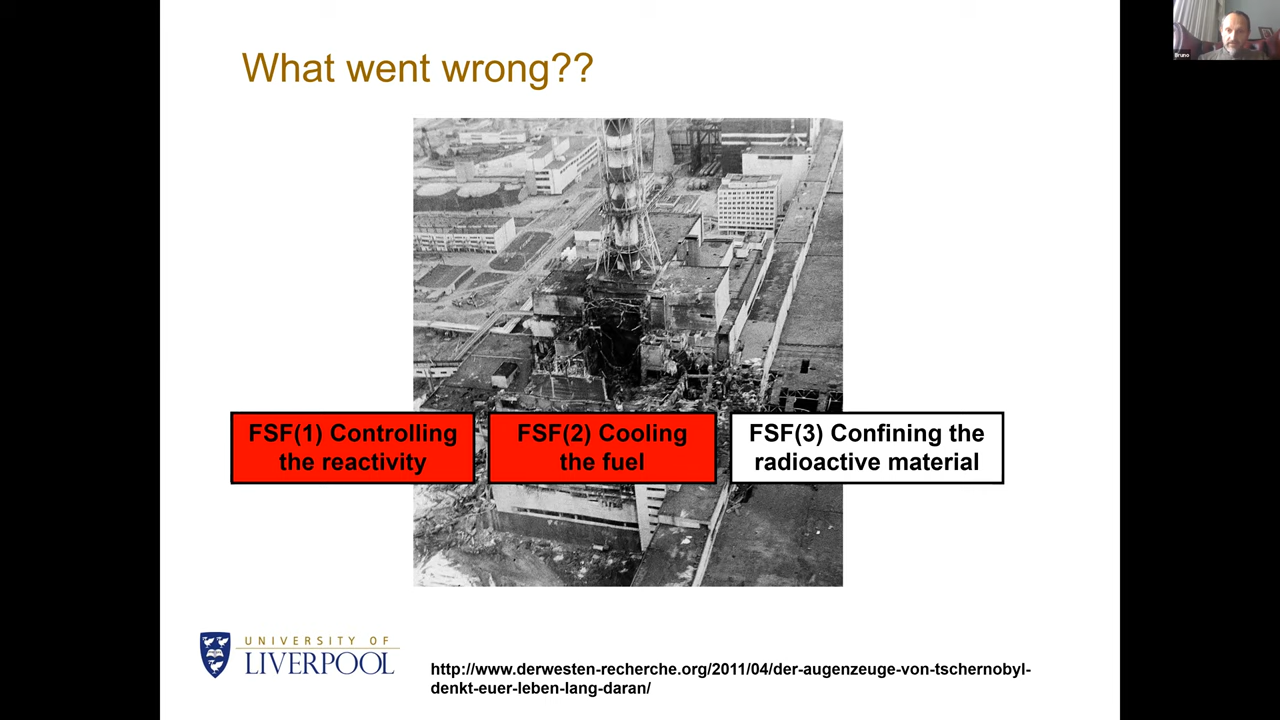 What went wrong??
Bruno
FSF(1) Controlling
the reactivity
FSF(2) Cooling
the fuel
FSF(3) Confining the
radioactive material
UNIVERSITY OF
LIVERPOOL
http://www.derwesten-recherche.org/2011/04/der-augenzeuge-von-tschernobyl-
denkt-euer-leben-lang-daran/